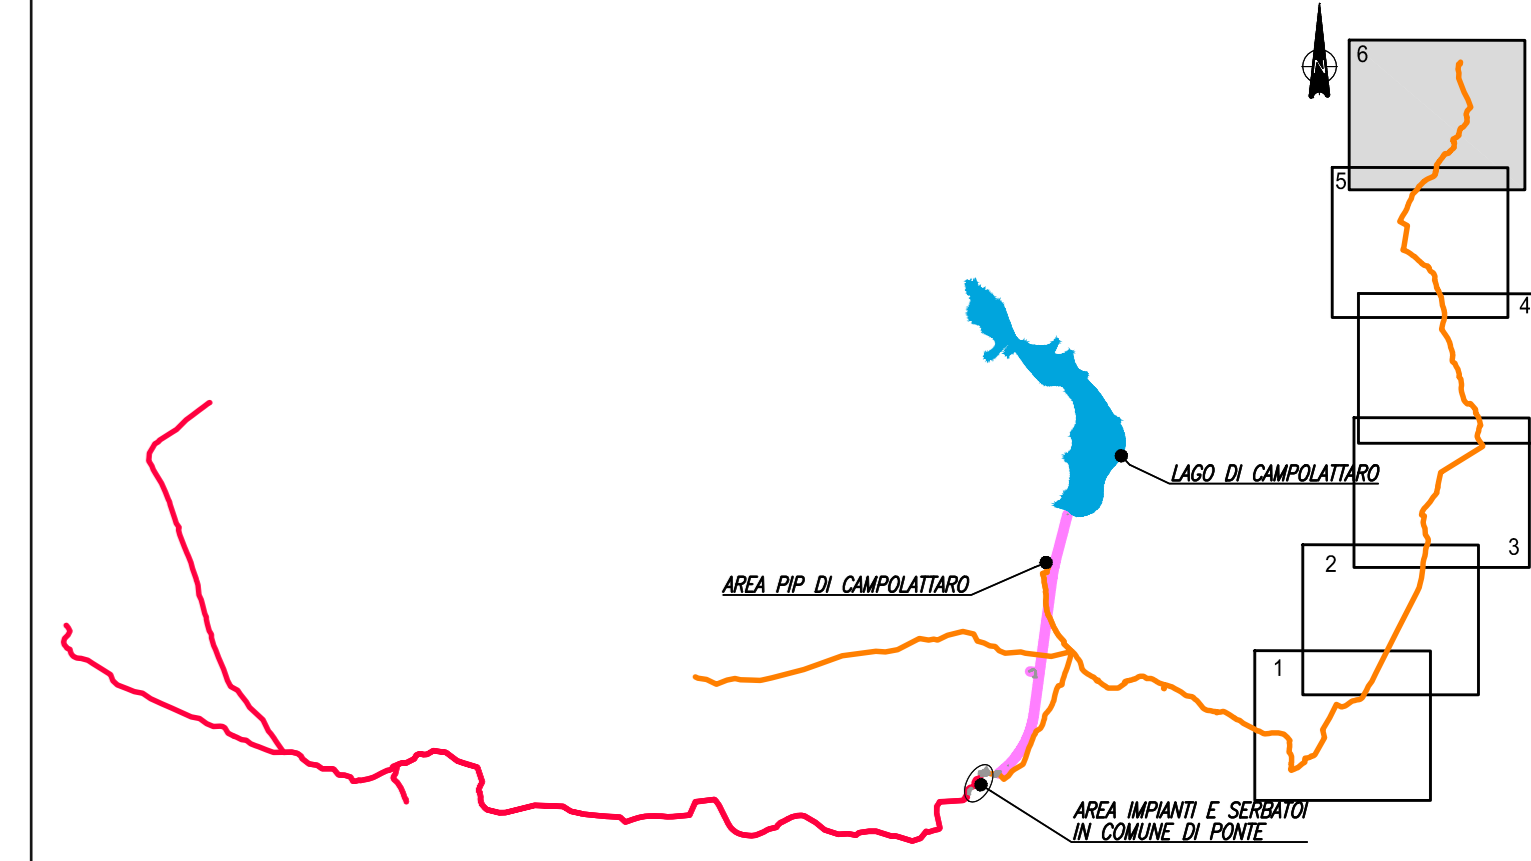 N
6
5
4
LAGO DI CAMPOLATTARO
3
2
AREA PIP DI CAMPOLATTARO
1
AREA IMPIANTI E SERBATOI
IN COMUNE DI PONTE